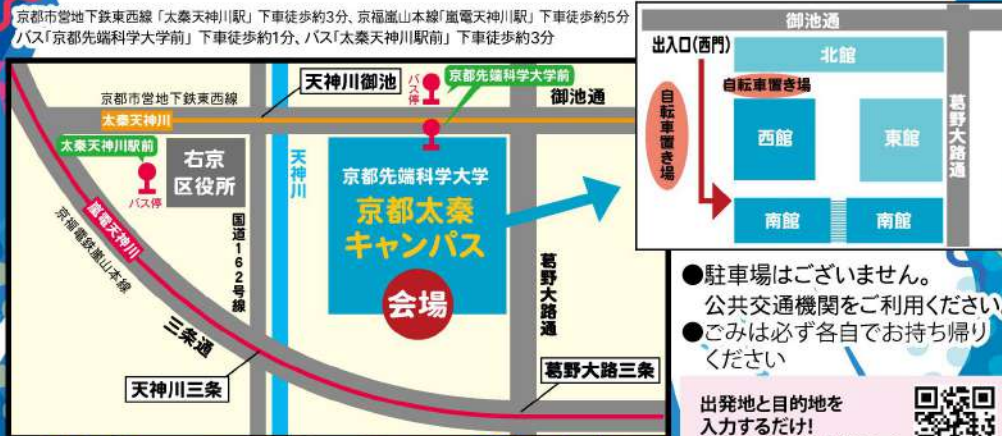 京都市営地下鉄東西線「太秦天神川駅」下車徒歩約3分、京福嵐山本線「嵐電天神川駅」下車徒歩約5分
バス「京都先端科学大学前」下車徒歩約1分、バス「太秦天神川駅前」下車徒歩約3分
天神川御池
バス停
京都先端科学大学前
京都市営地下鉄東西線
御池通
太秦天神川
太秦天神川駅前
バス停
右京
区役所
天神川
京都先端科学大学
京都太秦
キャンパス
会場
嵐電天神川
京福電鉄嵐山本線
国道162号線
葛野大路通
三条通
天神川三条
葛野大路三条
御池通
出入口(西門)
北館
自転車置き場
自転車置き場
西館
東館
葛野大路通
南館
南館
●駐車場はございません。
公共交通機関をご利用ください。
●ごみは必ず各自でお持ち帰り
ください
出発地と目的地を
入力するだけ!